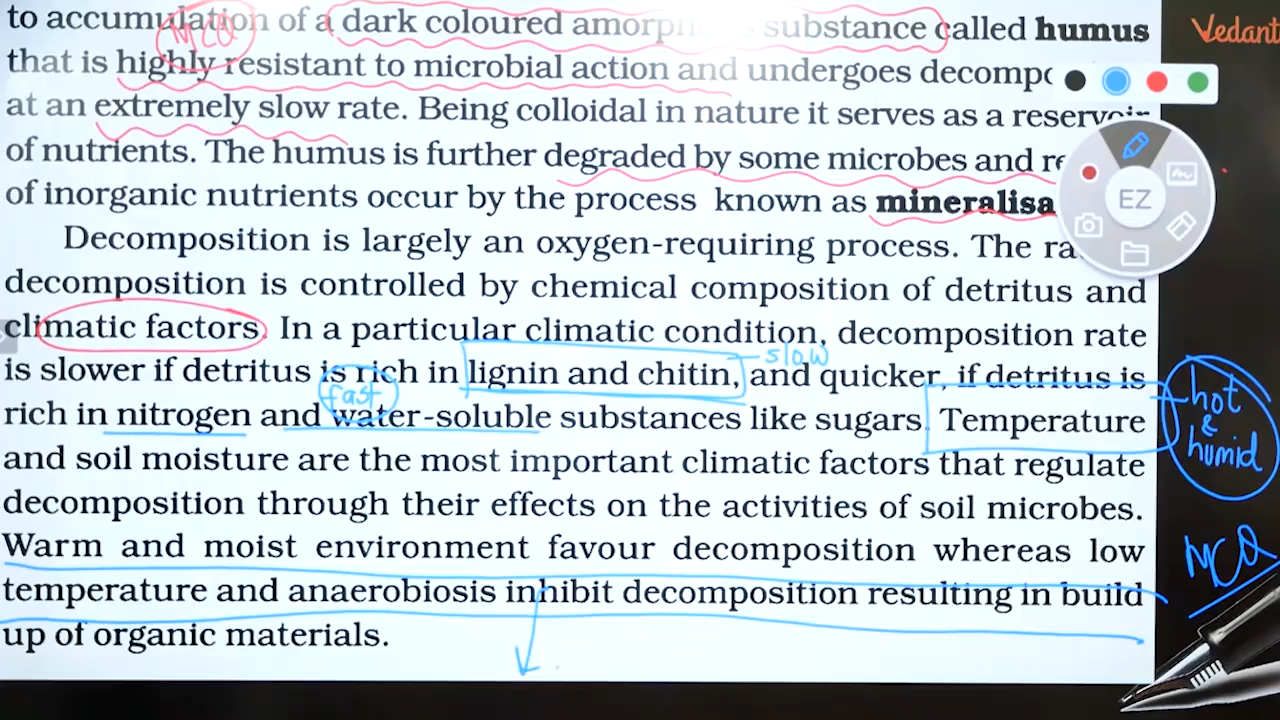 to accumulation of a dark coloured substance called humus
Vedant
MCQ
that is highly resistant to microbial action and undergoes
at an extremely slow rate. Being colloidal in nature it serves as a reservoir
of nutrients. The humus is further degraded by some microbes and
EZ
of inorganic nutrients occur by the process known as mineralisa
Decomposition is largely an oxygen-requiring process. The
decomposition is controlled by chemical composition of detritus and
climatic factors. In a particular climatic condition, decomposition rate
slow
is slower if detritus is rich in lignin and chitin, and quicker, if detritus is
fast
hot
rich in nitrogen and water-soluble substances like sugars. Temperature
&
humid
and soil moisture are the most important climatic factors that regulate
decomposition through their effects on the activities of soil microbes.
Warm and moist environment favour decomposition whereas low
MCQ
temperature and anaerobiosis inhibit decomposition resulting in build
up of organic materials.